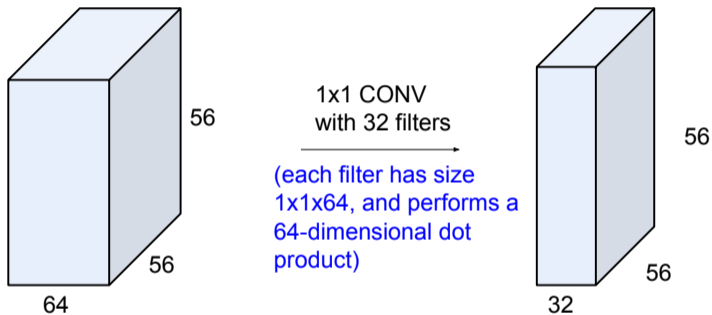 56
56
64
1x1 CONV
with 32 filters
(each filter has size
1x1x64, and performs a
64-dimensional dot
product)
56
56
32